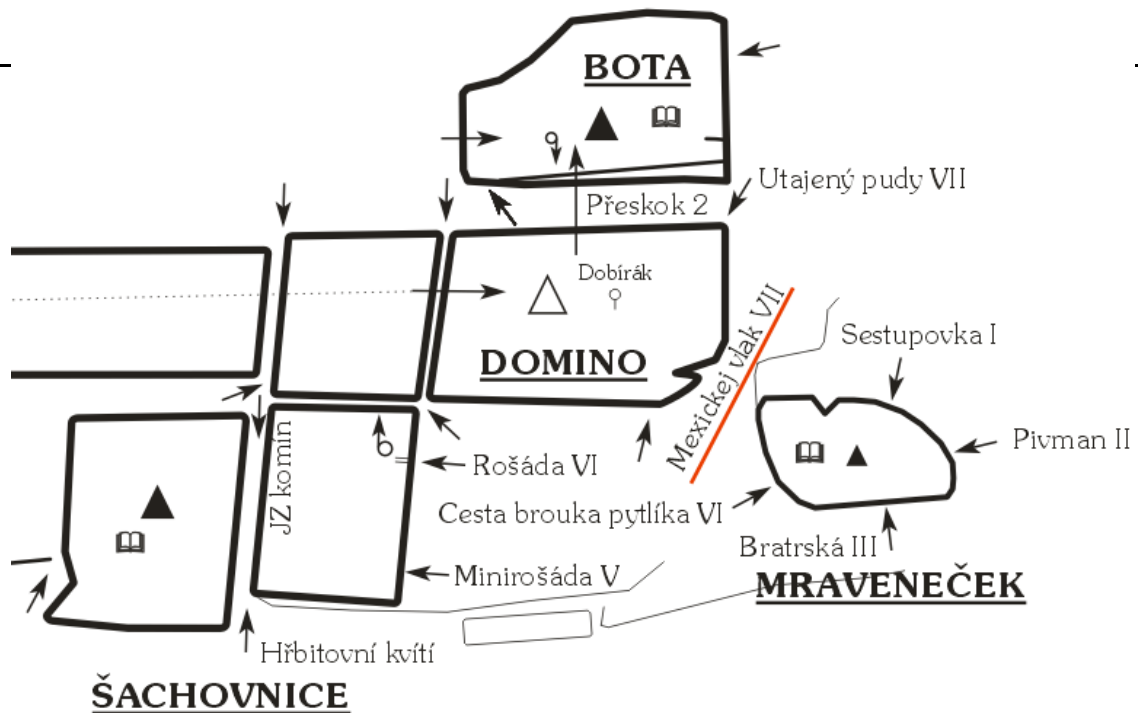 BOTA
Utajený pudy VII
Přeskok 2
Dobírák
DOMINO
Mexickej vlak VII
Sestupovka I
Pivman II
JZ komín
Rošáda VI
Cesta brouka pytlíka VI
Bratrská III
Minirošáda V
MRAVENEČEK
Hřbitovní kvítí
ŠACHOVNICE